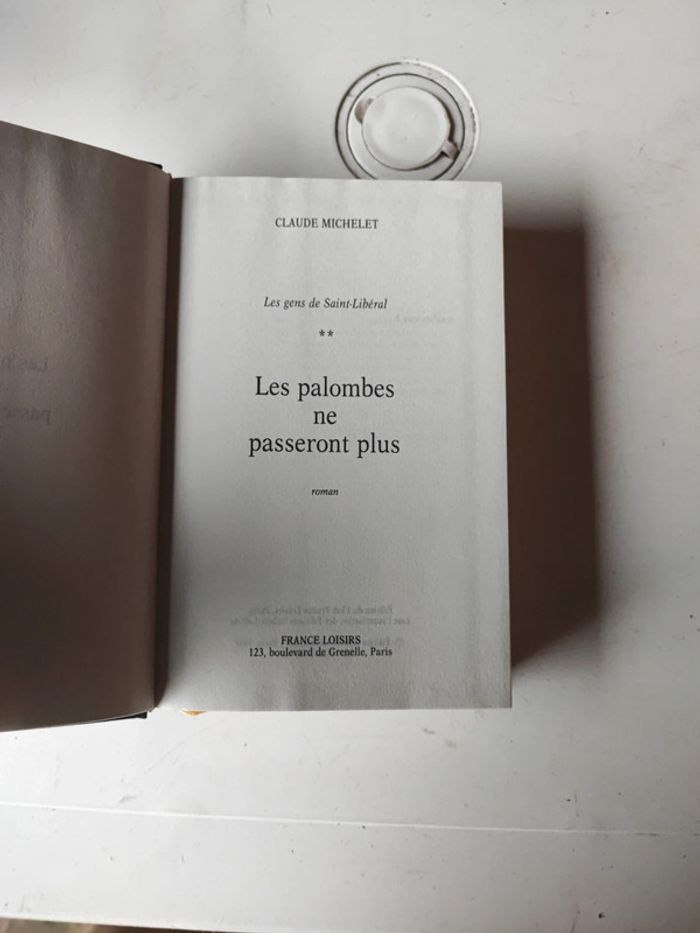 CLAUDE MICHELET
Les gens de Saint-Libéral
**
Les palombes
ne
passeront plus
roman
FRANCE LOISIRS
123, boulevard de Grenelle, Paris